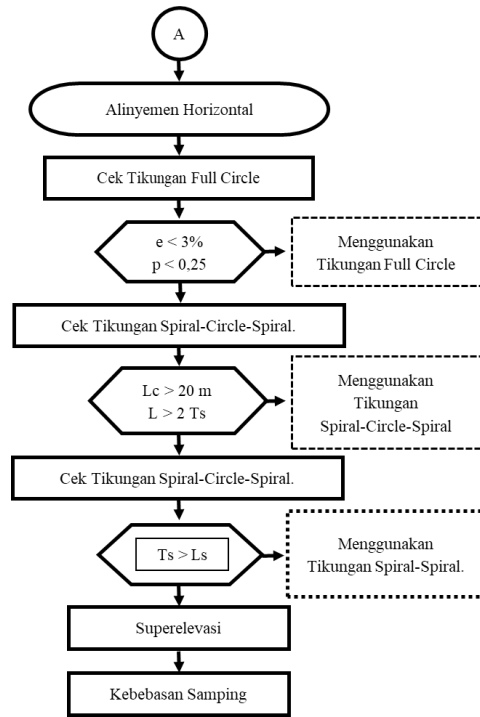 A
Alinyemen Horizontal
Cek Tikungan Full Circle
e < 3%
p < 0,25
Menggunakan
Tikungan Full Circle
Cek Tikungan Spiral-Circle-Spiral.
Lc > 20 m
L > 2 Ts
Menggunakan
Tikungan
Spiral-Circle-Spiral
Cek Tikungan Spiral-Circle-Spiral.
Ts > Ls
Menggunakan
Tikungan Spiral-Spiral.
Superelevasi
Kebebasan Samping